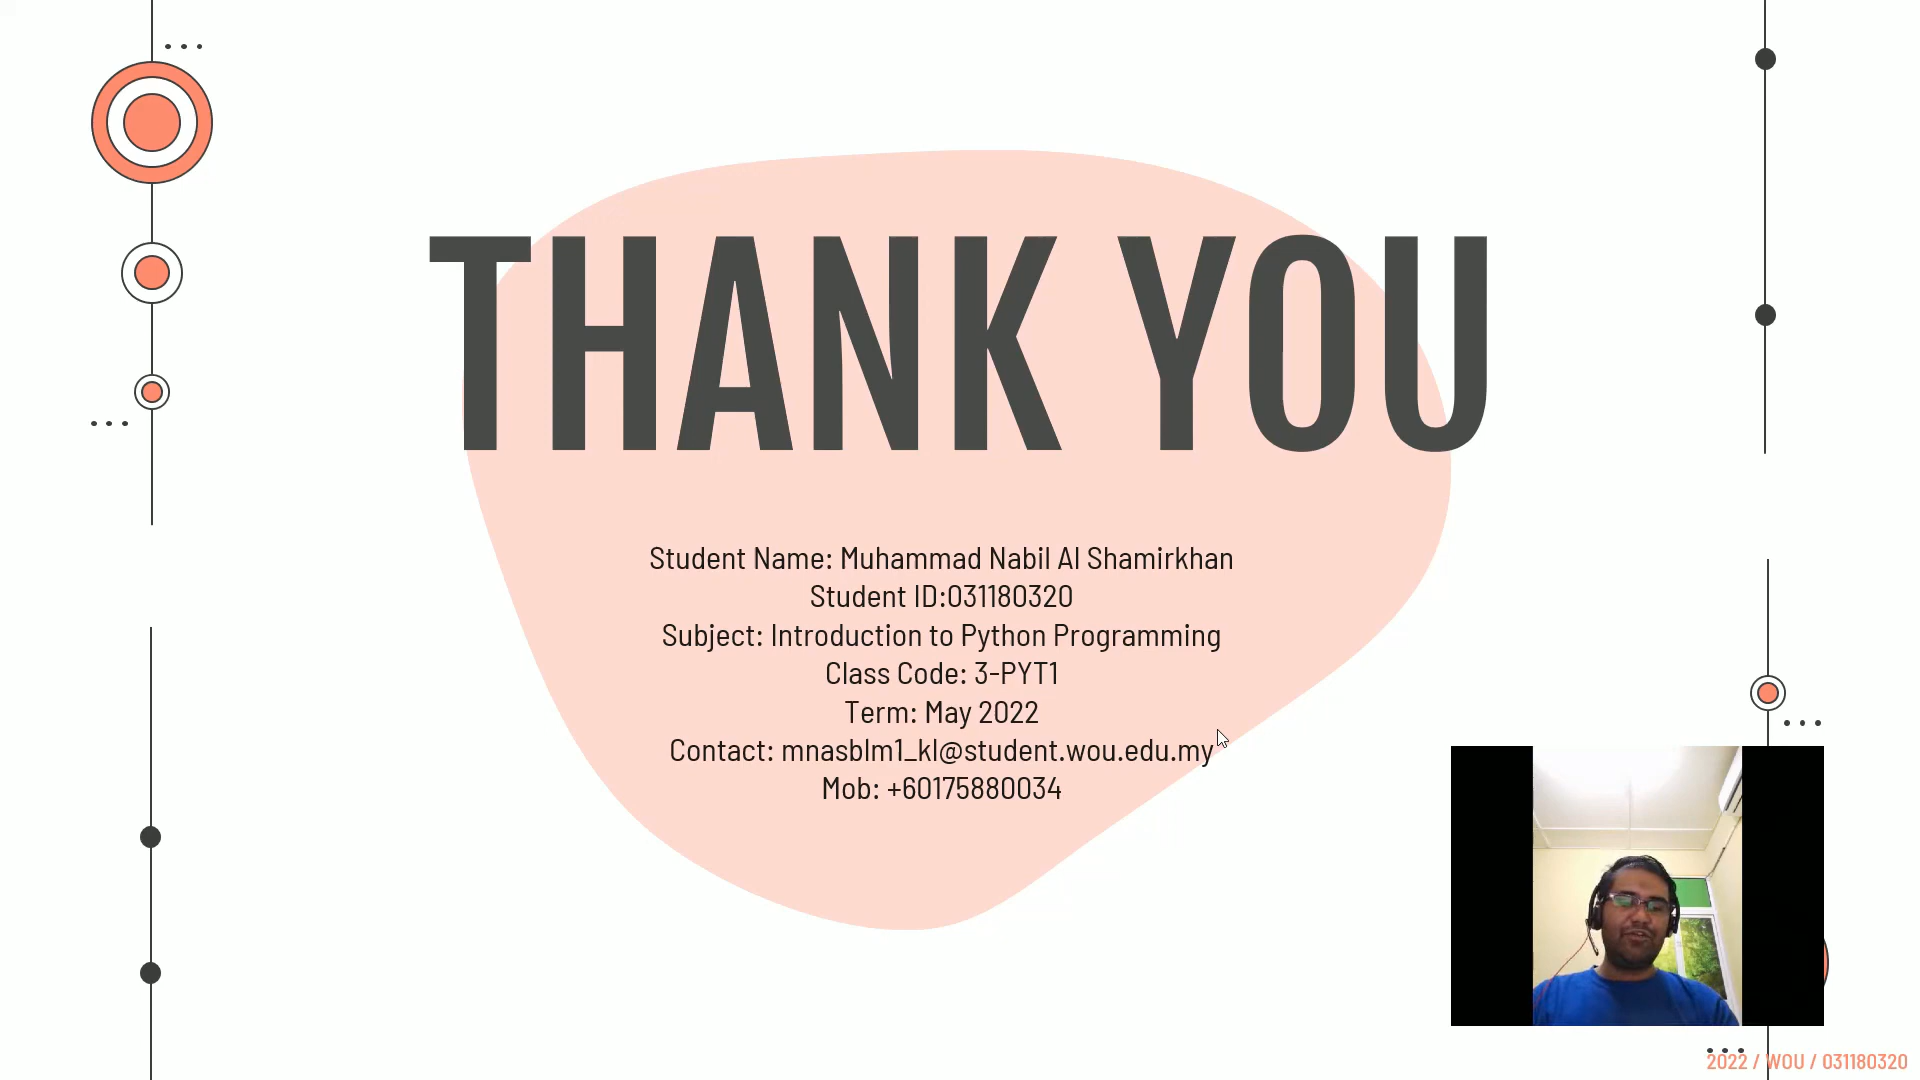 THANK YOU
Student Name: Muhammad Nabil Al Shamirkhan
Student ID:031180320
Subject: Introduction to Python Programming
Class Code: 3-PYT1
Term: May 2022
Contact: mnasblm1_kl@student.wou.edu.my
Mob: +60175880034
2022 / WOU / 031180320